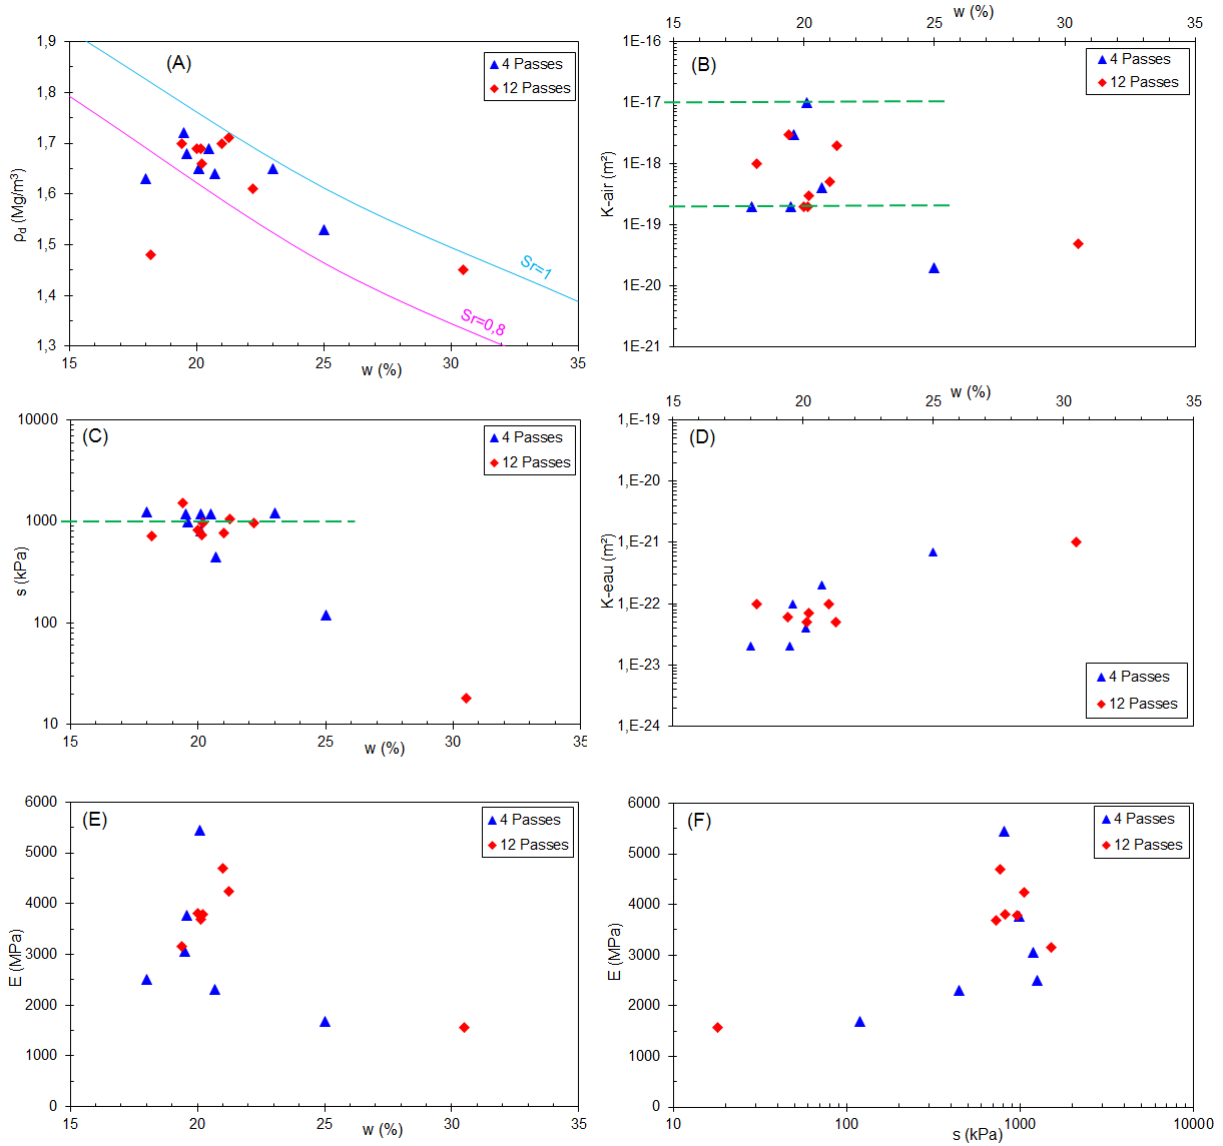 (A)
4 Passes
12 Passes
1,9
1,8
1,7
1,6
1,5
1,4
1,3
ρd (Mg/m³)
Sr=1
Sr=0,8
15 20 25 30 35
w (%)
w (%)
15 20 25 30 35
(B)
4 Passes
12 Passes
1E-16
1E-17
1E-18
1E-19
1E-20
1E-21
K-air (m²)
(C)
4 Passes
12 Passes
10000
1000
100
10
s (kPa)
15 20 25 30 35
w (%)
w (%)
15 20 25 30 35
(D)
1,E-19
1,E-20
1,E-21
1,E-22
1,E-23
1,E-24
K-eau (m²)
4 Passes
12 Passes
(E)
4 Passes
12 Passes
6000
5000
4000
3000
2000
1000
0
E (MPa)
15 20 25 30 35
w (%)
(F)
4 Passes
12 Passes
6000
5000
4000
3000
2000
1000
0
E (MPa)
10 100 1000 10000
s (kPa)